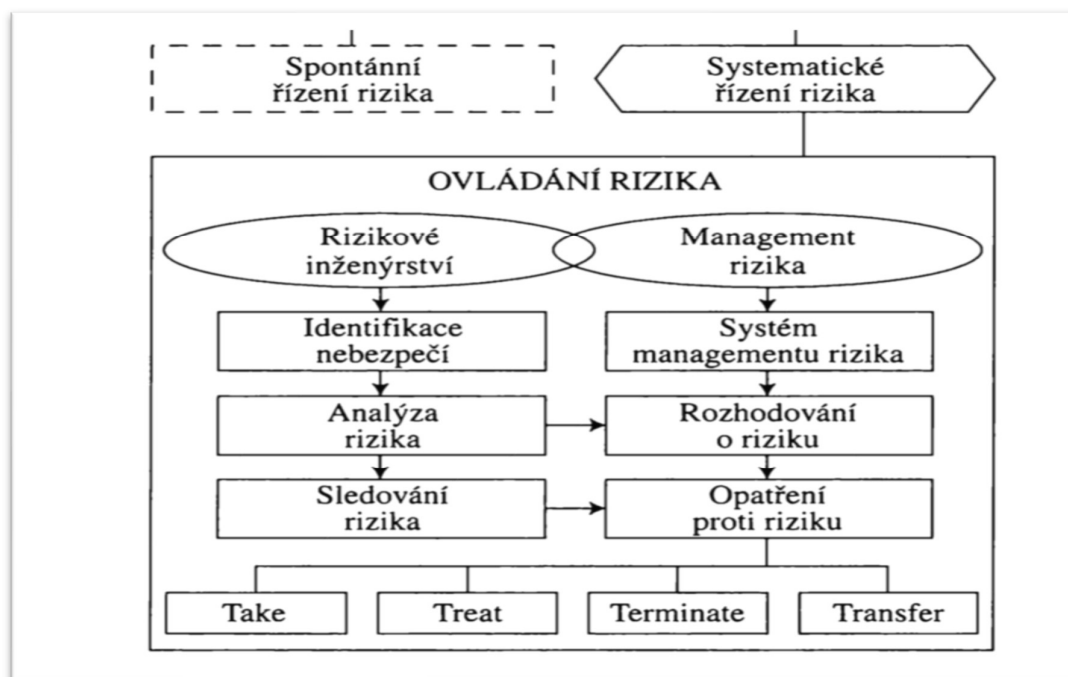 Spontánní
řízení rizika
Systematické
řízení rizika
OVLÁDÁNÍ RIZIKA
Rizikové
inženýrství
Management
rizika
Identifikace
nebezpečí
Systém
managementu rizika
Analýza
rizika
Rozhodování
o riziku
Sledování
rizika
Opatření
proti riziku
Take
Treat
Terminate
Transfer